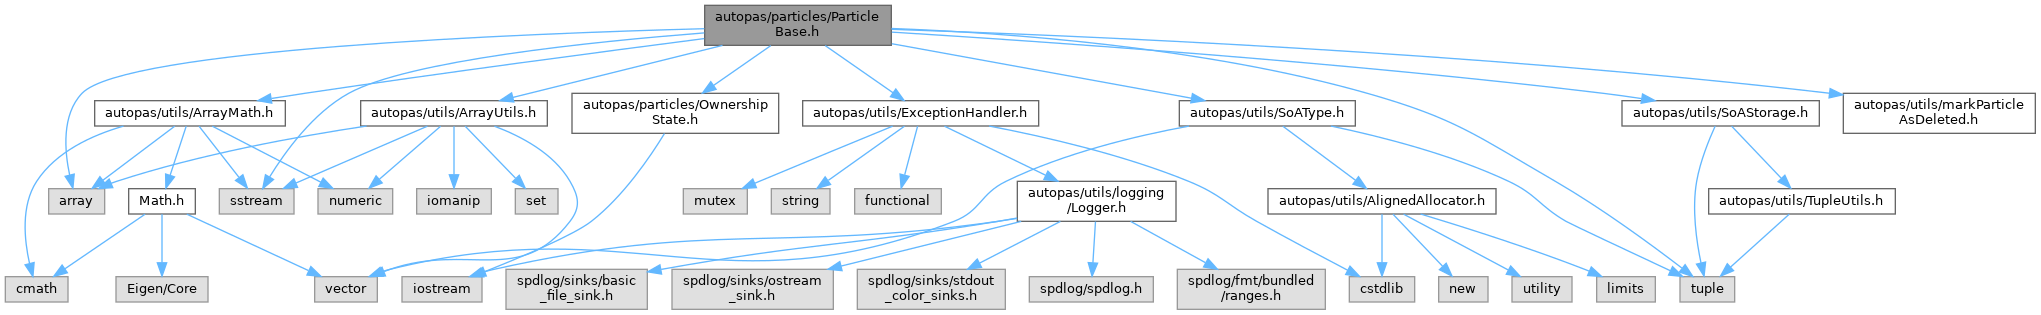 autopas/particles/Particle
Base.h
autopas/utils/ArrayMath.h
autopas/utils/ArrayUtils.h
autopas/particles/Ownership
State.h
autopas/utils/ExceptionHandler.h
autopas/utils/SoAType.h
autopas/utils/SoAStorage.h
autopas/utils/markParticle
AsDeleted.h
array
Math.h
sstream
numeric
iomanip
set
mutex
string
functional
autopas/utils/logging
/Logger.h
autopas/utils/AlignedAllocator.h
autopas/utils/TupleUtils.h
cmath
Eigen/Core
vector
iostream
spdlog/sinks/basic
_file_sink.h
spdlog/sinks/ostream
_sink.h
spdlog/sinks/stdout
_color_sinks.h
spdlog/spdlog.h
spdlog/fmt/bundled
/ranges.h
cstdlib
new
utility
limits
tuple